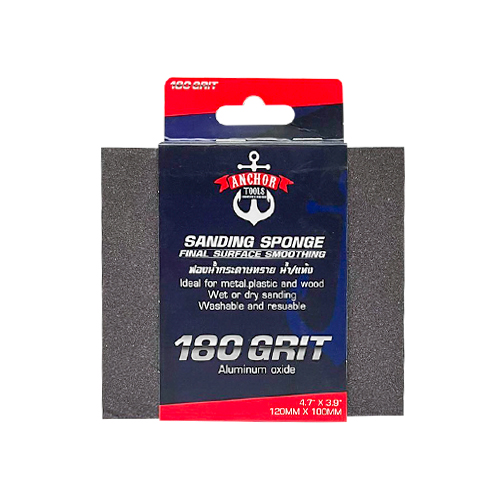 180 GRIT
ANCHOR
TOOLS
SANDING SPONGE
FINAL SURFACE SMOOTHING
ฟองน้ำกระดาษทราย น้ำ/แห้ง
Ideal for metal,plastic and wood
Wet or dry sanding
Washable and resuable
180 GRIT
Aluminum oxide
4.7" X 3.9"
120MM X 100MM